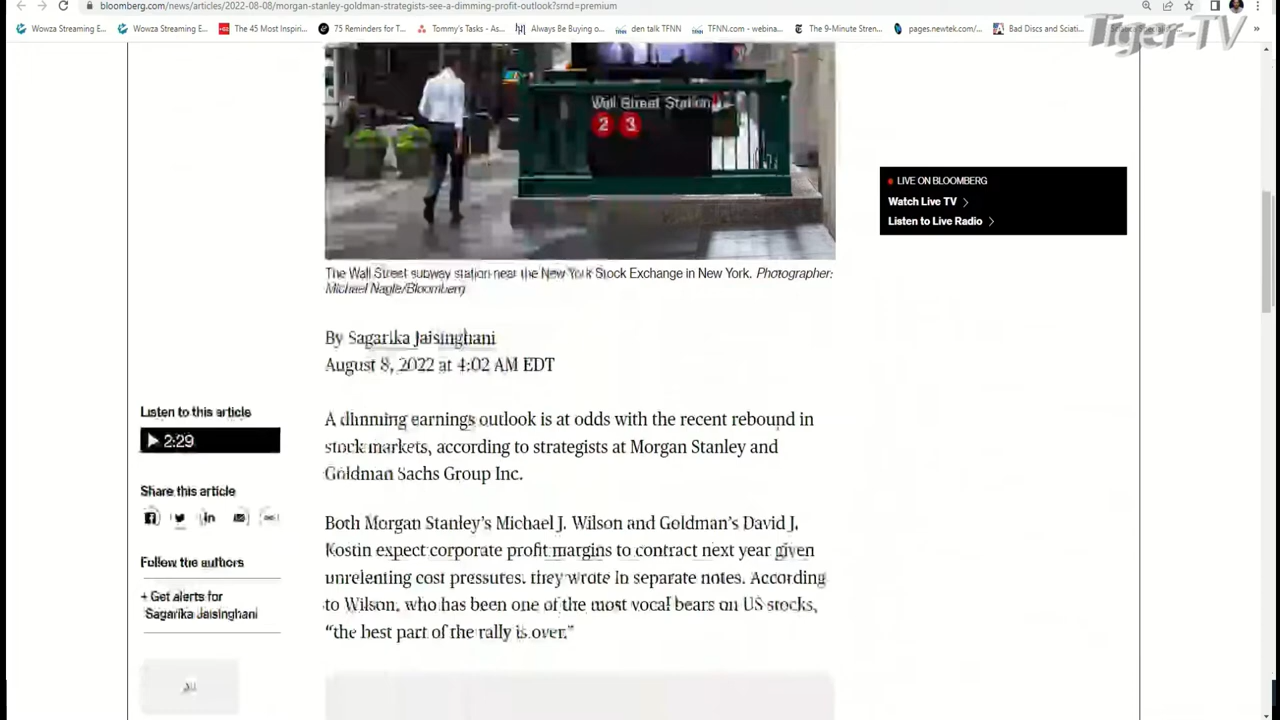 bloomberg.com/news/articles/2022-08-08/morgan-stanley-goldman-strategists-see-a-dimming-profit-outlook?srnd=premium
Wowza Streaming E...
Wowza Streaming E...
The 45 Most Inspiri...
75 Reminders for T...
Tommy's Tasks - As...
Always Be Buying o...
den talk TFNN
TFNN.com - webina...
The 9-Minute Stren...
pages.newtek.com/...
Bad Discs and Sciati...
»
Tiger-TV
Wall Street Station
2 3
LIVE ON BLOOMBERG
Watch Live TV >
Listen to Live Radio >
The Wall Street subway station near the New York Stock Exchange in New York. Photographer:
Michael Nagle/Bloomberg
By Sagarika Jaisinghani
August 8, 2022 at 4:02 AM EDT
Listen to this article
2:29
Share this article
Follow the authors
+ Get alerts for
Sagarika Jaisinghani
A dimming earnings outlook is at odds with the recent rebound in
stock markets, according to strategists at Morgan Stanley and
Goldman Sachs Group Inc.
Both Morgan Stanley's Michael J. Wilson and Goldman's David J.
Kostin expect corporate profit margins to contract next year given
unrelenting cost pressures, they wrote in separate notes. According
to Wilson, who has been one of the most vocal bears on US stocks,
“the best part of the rally is over.”